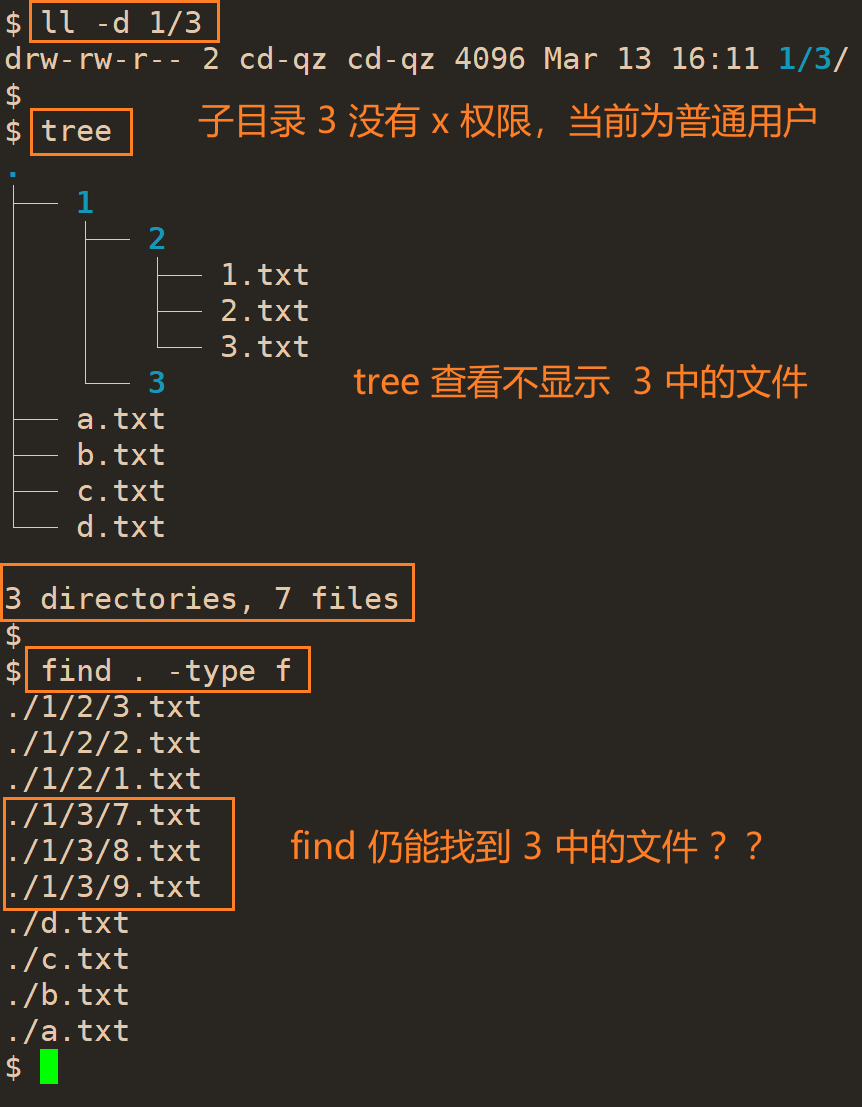 $ ll -d 1/3
drw-rw-r-- 2 cd-qz cd-qz 4096 Mar 13 16:11 1/3/
$
子目录 3 没有 x 权限，当前为普通用户
$ tree
.
1
2
1.txt
2.txt
3.txt
3
tree 查看不显示 3 中的文件
a.txt
b.txt
c.txt
d.txt
3 directories, 7 files
$
$ find . -type f
./1/2/3.txt
./1/2/2.txt
./1/2/1.txt
./1/3/7.txt
./1/3/8.txt
find 仍能找到 3 中的文件？？
./1/3/9.txt
./d.txt
./c.txt
./b.txt
./a.txt
$